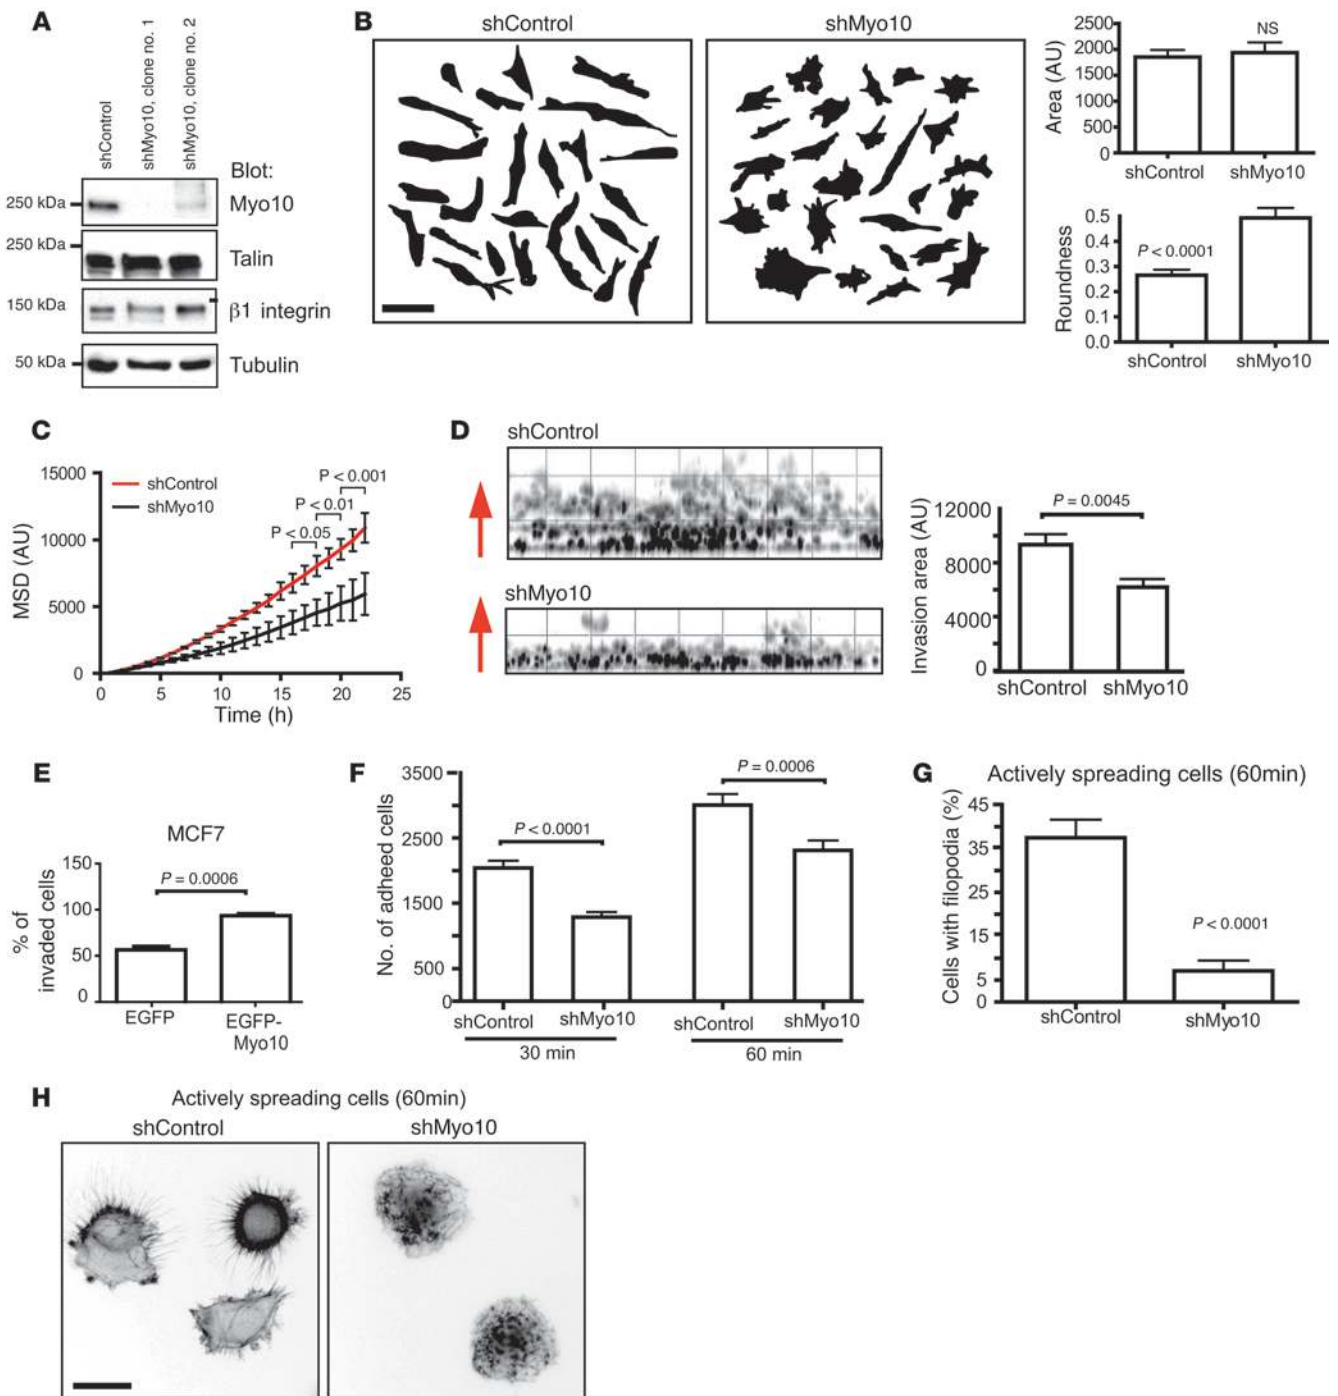 A
shControl
shMyo10, clone no. 1
shMyo10, clone no. 2
Blot:
250 kDa
Myo10
250 kDa
Talin
150 kDa
β1 integrin
50 kDa
Tubulin
B
shControl
shMyo10
Area (AU)
2500
2000
1500
1000
500
0
NS
shControl
shMyo10
Roundness
0.5
0.4
0.3
0.2
0.1
0.0
P < 0.0001
shControl
shMyo10
C
MSD (AU)
15000
10000
5000
0
shControl
shMyo10
P < 0.001
P < 0.01
P < 0.05
0 5 10 15 20 25
Time (h)
D
shControl
shMyo10
Invasion area (AU)
12000
8000
4000
0
P = 0.0045
shControl
shMyo10
E
MCF7
% of
invaded cells
150
100
50
0
P = 0.0006
EGFP
EGFP-
Myo10
F
No. of adheed cells
3500
2500
1500
500
0
P < 0.0001
P = 0.0006
shControl shMyo10 shControl shMyo10
30 min 60 min
G
Actively spreading cells (60min)
Cells with filopodia (%)
45
35
25
15
5
0
P < 0.0001
shControl
shMyo10
H
Actively spreading cells (60min)
shControl
shMyo10